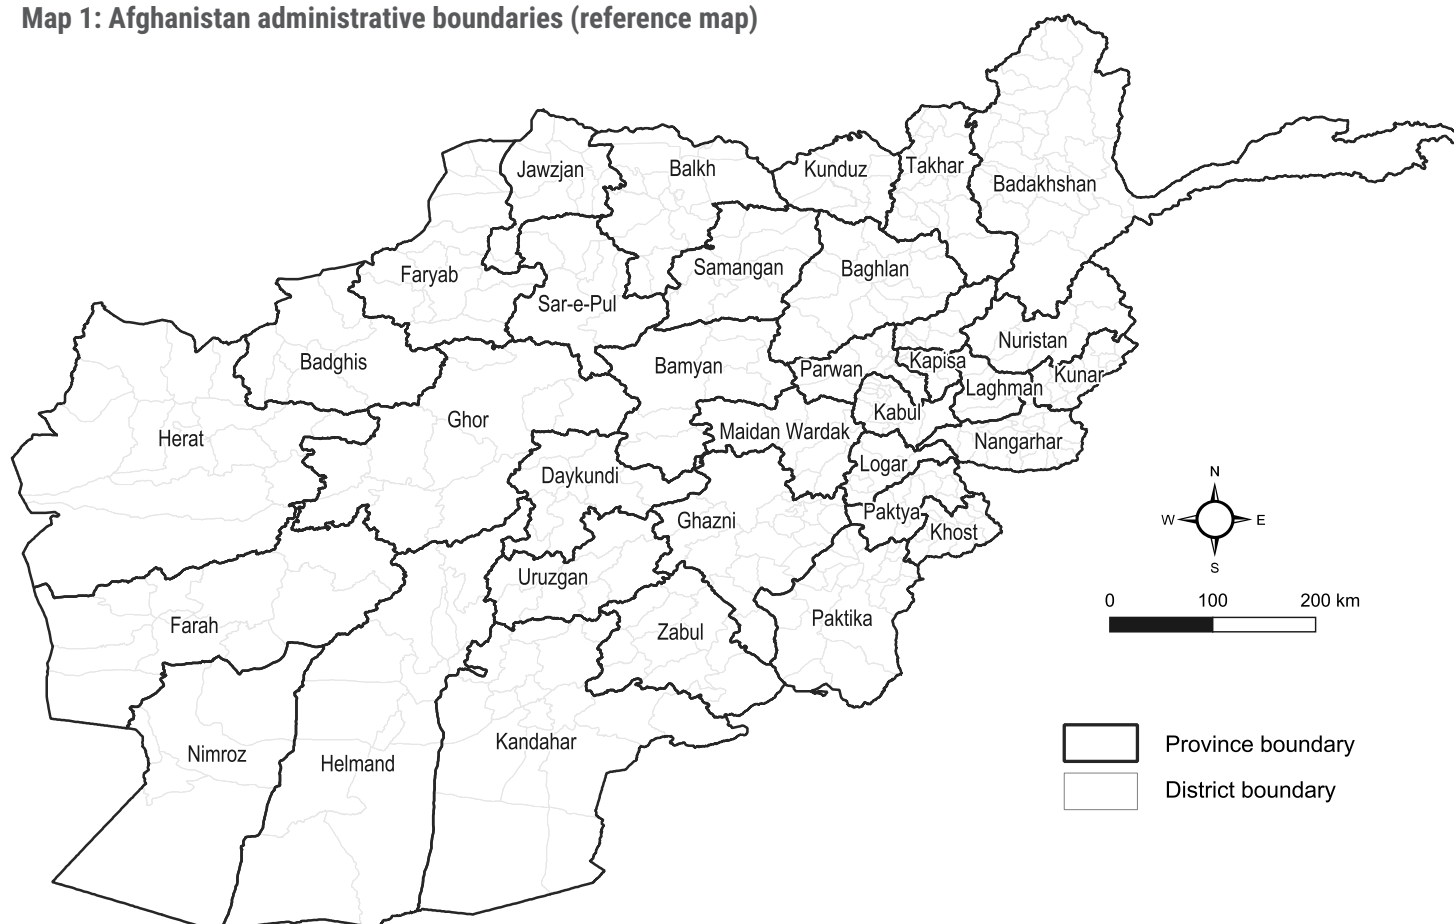 Map 1: Afghanistan administrative boundaries (reference map)
Jawzjan
Balkh
Kunduz
Takhar
Badakhshan
Faryab
Sar-e-Pul
Samangan
Baghlan
Badghis
Bamyan
Parwan
Kapisa
Nuristan
Laghman
Kunar
Herat
Ghor
Maidan Wardak
Kabul
Nangarhar
Daykundi
Logar
Ghazni
Paktya
Khost
Uruzgan
Farah
Zabul
Paktika
Nimroz
Helmand
Kandahar
N
W
E
S
0 100 200 km
Province boundary
District boundary